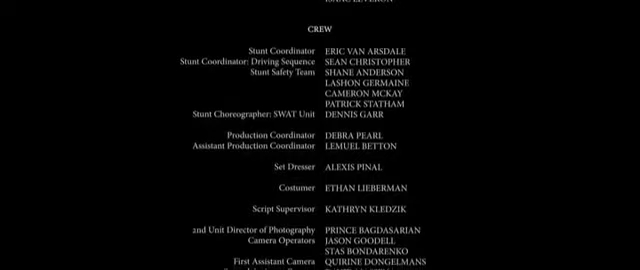 CREW
Stunt Coordinator ERIC VAN ARSDALE
Stunt Coordinator: Driving Sequence SEAN CHRISTOPHER
Stunt Safety Team SHANE ANDERSON
LASHON GERMAINE
CAMERON MCKAY
PATRICK STATHAM
Stunt Choreographer: SWAT Unit DENNIS GARR
Production Coordinator DEBRA PEARL
Assistant Production Coordinator LEMUEL BETTON
Set Dresser ALEXIS PINAL
Costumer ETHAN LIEBERMAN
Script Supervisor KATHRYN KLEDZIK
2nd Unit Director of Photography PRINCE BAGDASARIAN
Camera Operators JASON GOODELL
STAS BONDARENKO
First Assistant Camera QUIRINE DONGELMANS